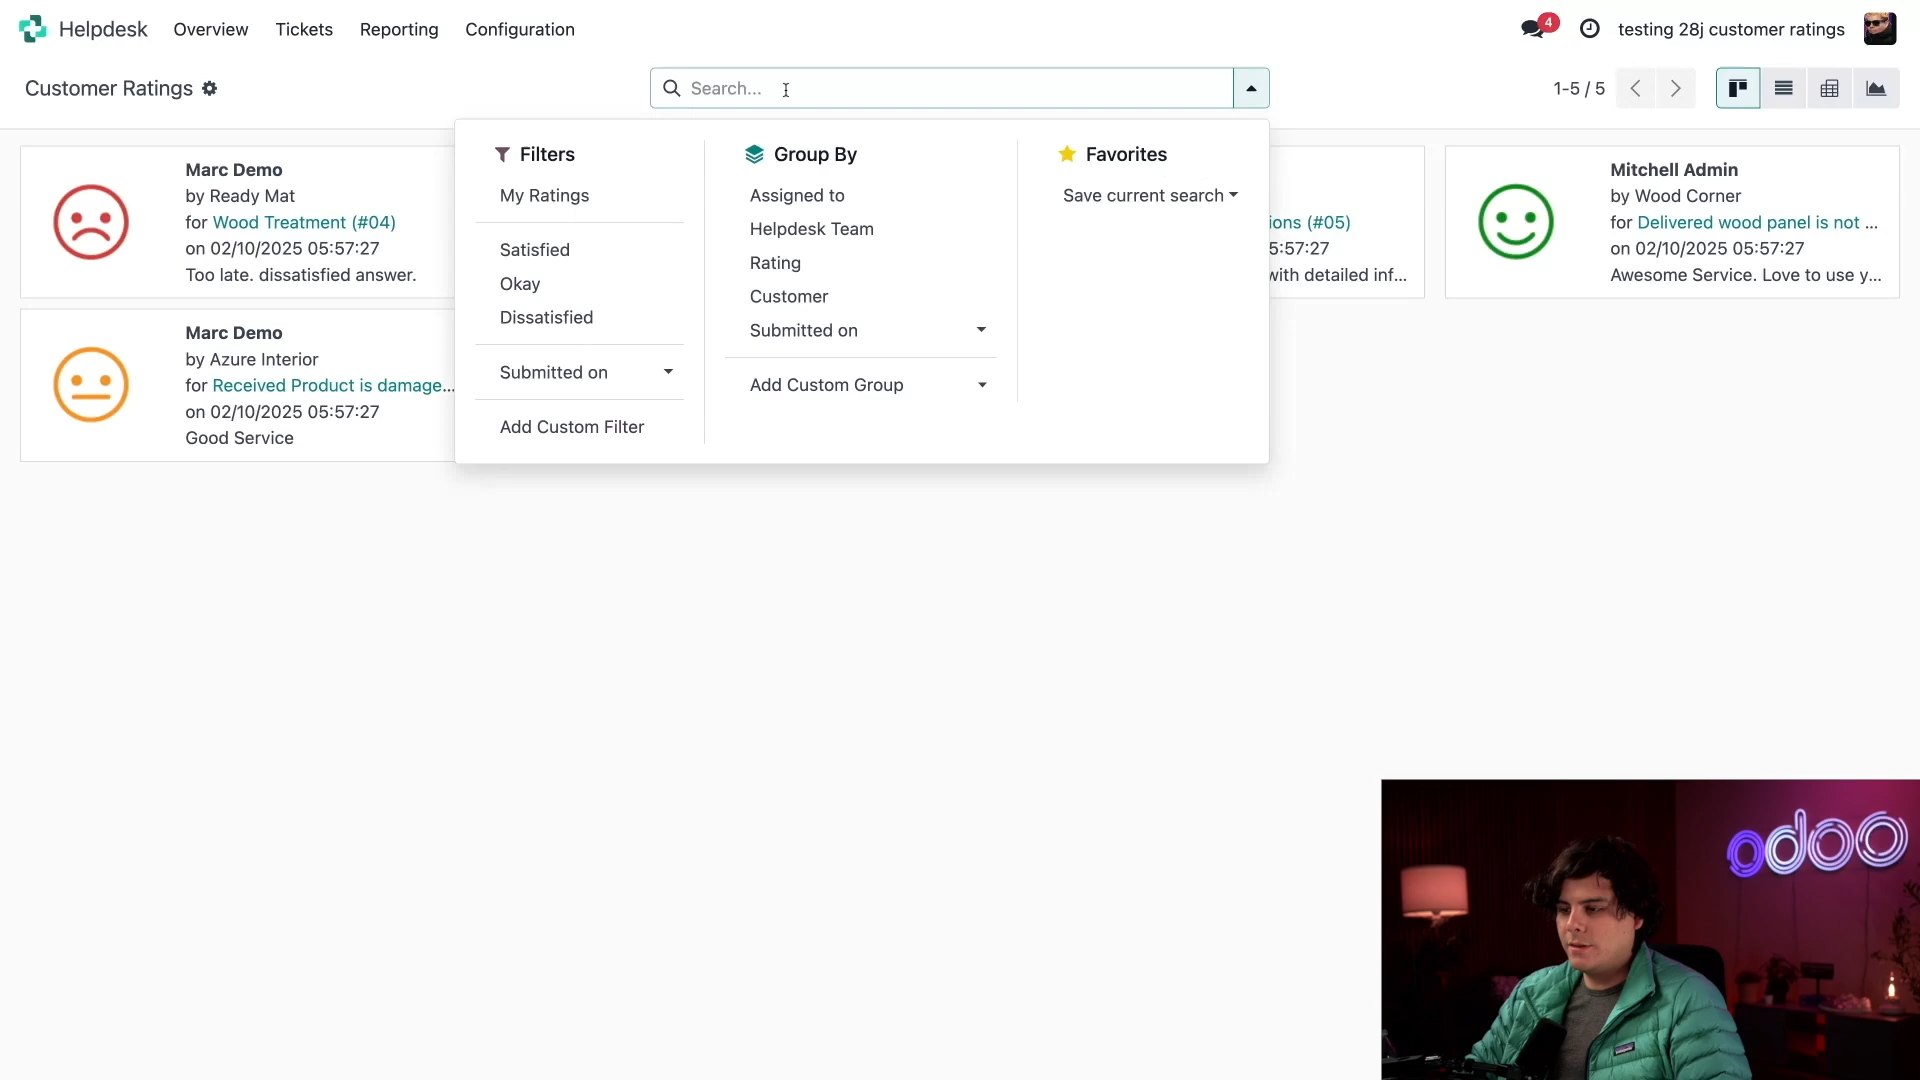 Helpdesk Overview Tickets Reporting Configuration 4 testing 28j customer ratings
Customer Ratings Search... 1-5 / 5
Filters
My Ratings
Satisfied
Okay
Dissatisfied
Submitted on
Add Custom Filter
Group By
Assigned to
Helpdesk Team
Rating
Customer
Submitted on
Add Custom Group
Favorites
Save current search
Marc Demo
by Ready Mat
for Wood Treatment (#04)
on 02/10/2025 05:57:27
Too late. dissatisfied answer.
ions (#05)
5:57:27
with detailed inf...
Mitchell Admin
by Wood Corner
for Delivered wood panel is not ...
on 02/10/2025 05:57:27
Awesome Service. Love to use y...
Marc Demo
by Azure Interior
for Received Product is damage...
on 02/10/2025 05:57:27
Good Service
odoo